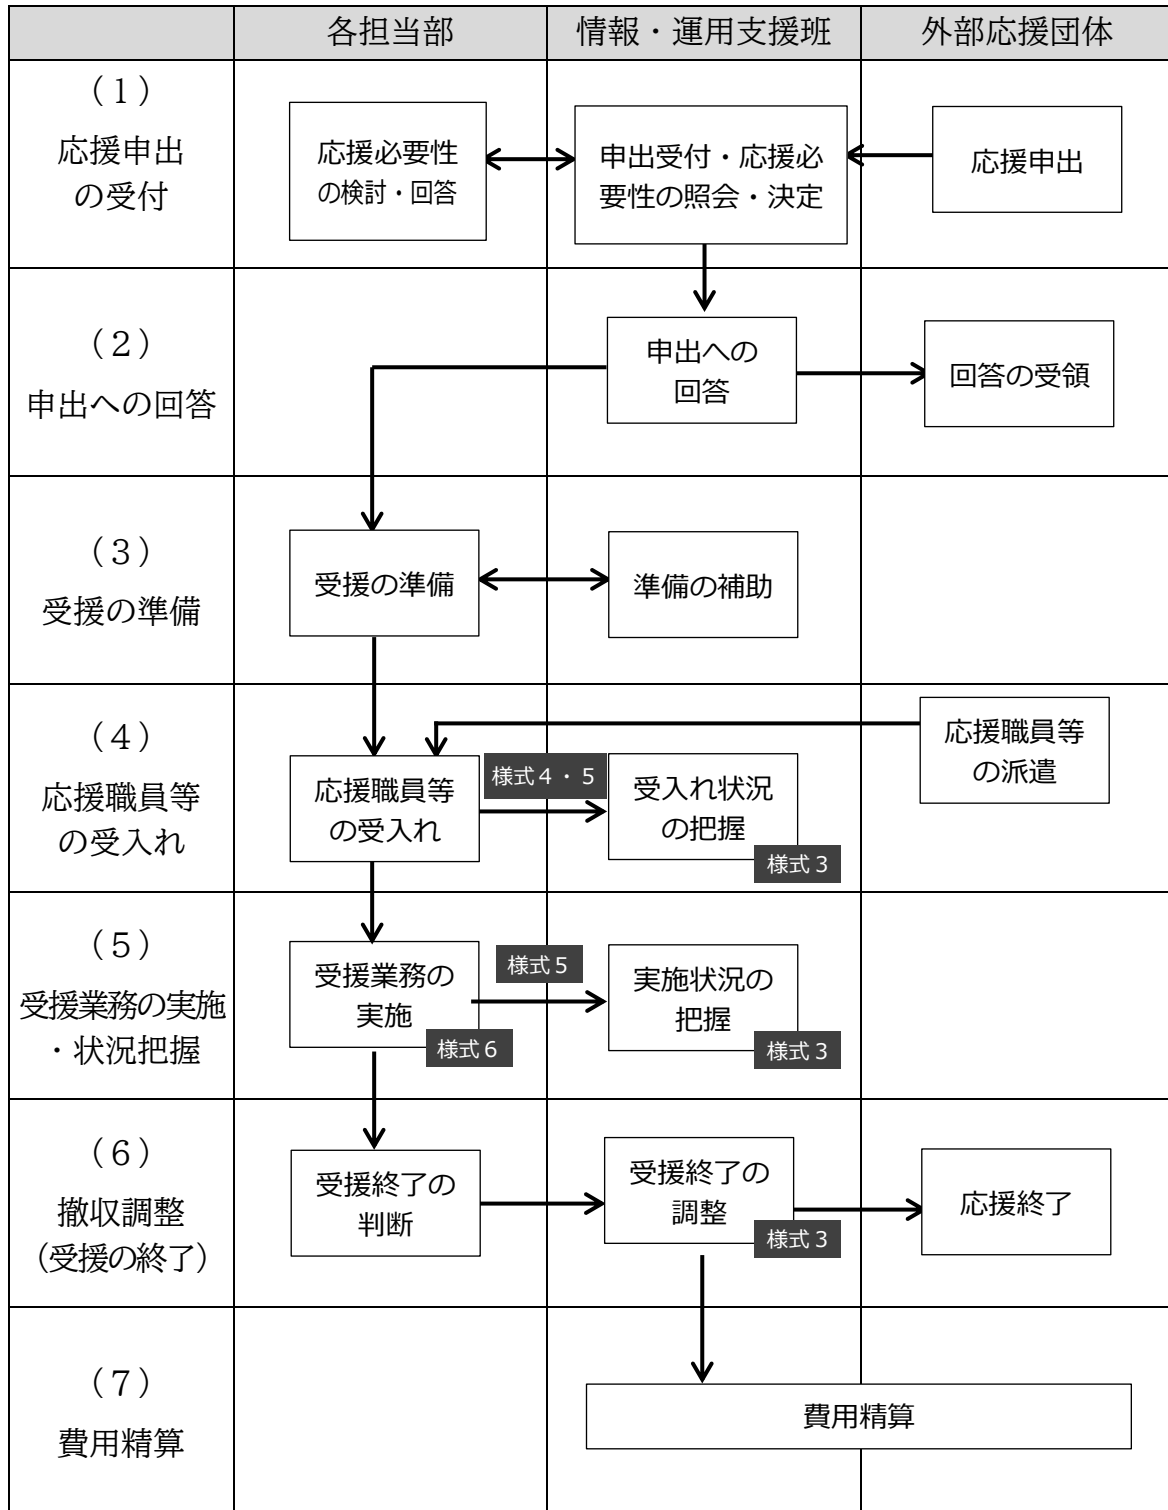 各担当部
情報・運用支援班
外部応援団体
（１）
応援申出
の受付
応援必要性
の検討・回答
申出受付・応援必
要性の照会・決定
応援申出
（２）
申出への回答
申出への
回答
回答の受領
（３）
受援の準備
受援の準備
準備の補助
（４）
応援職員等
の受入れ
応援職員等
の受入れ
様式４・５
受入れ状況
の把握
様式３
応援職員等
の派遣
（５）
受援業務の実施
・状況把握
受援業務の
実施
様式６
様式５
実施状況の
把握
様式３
（６）
撤収調整
（受援の終了）
受援終了の
判断
受援終了の
調整
様式３
応援終了
（７）
費用精算
費用精算